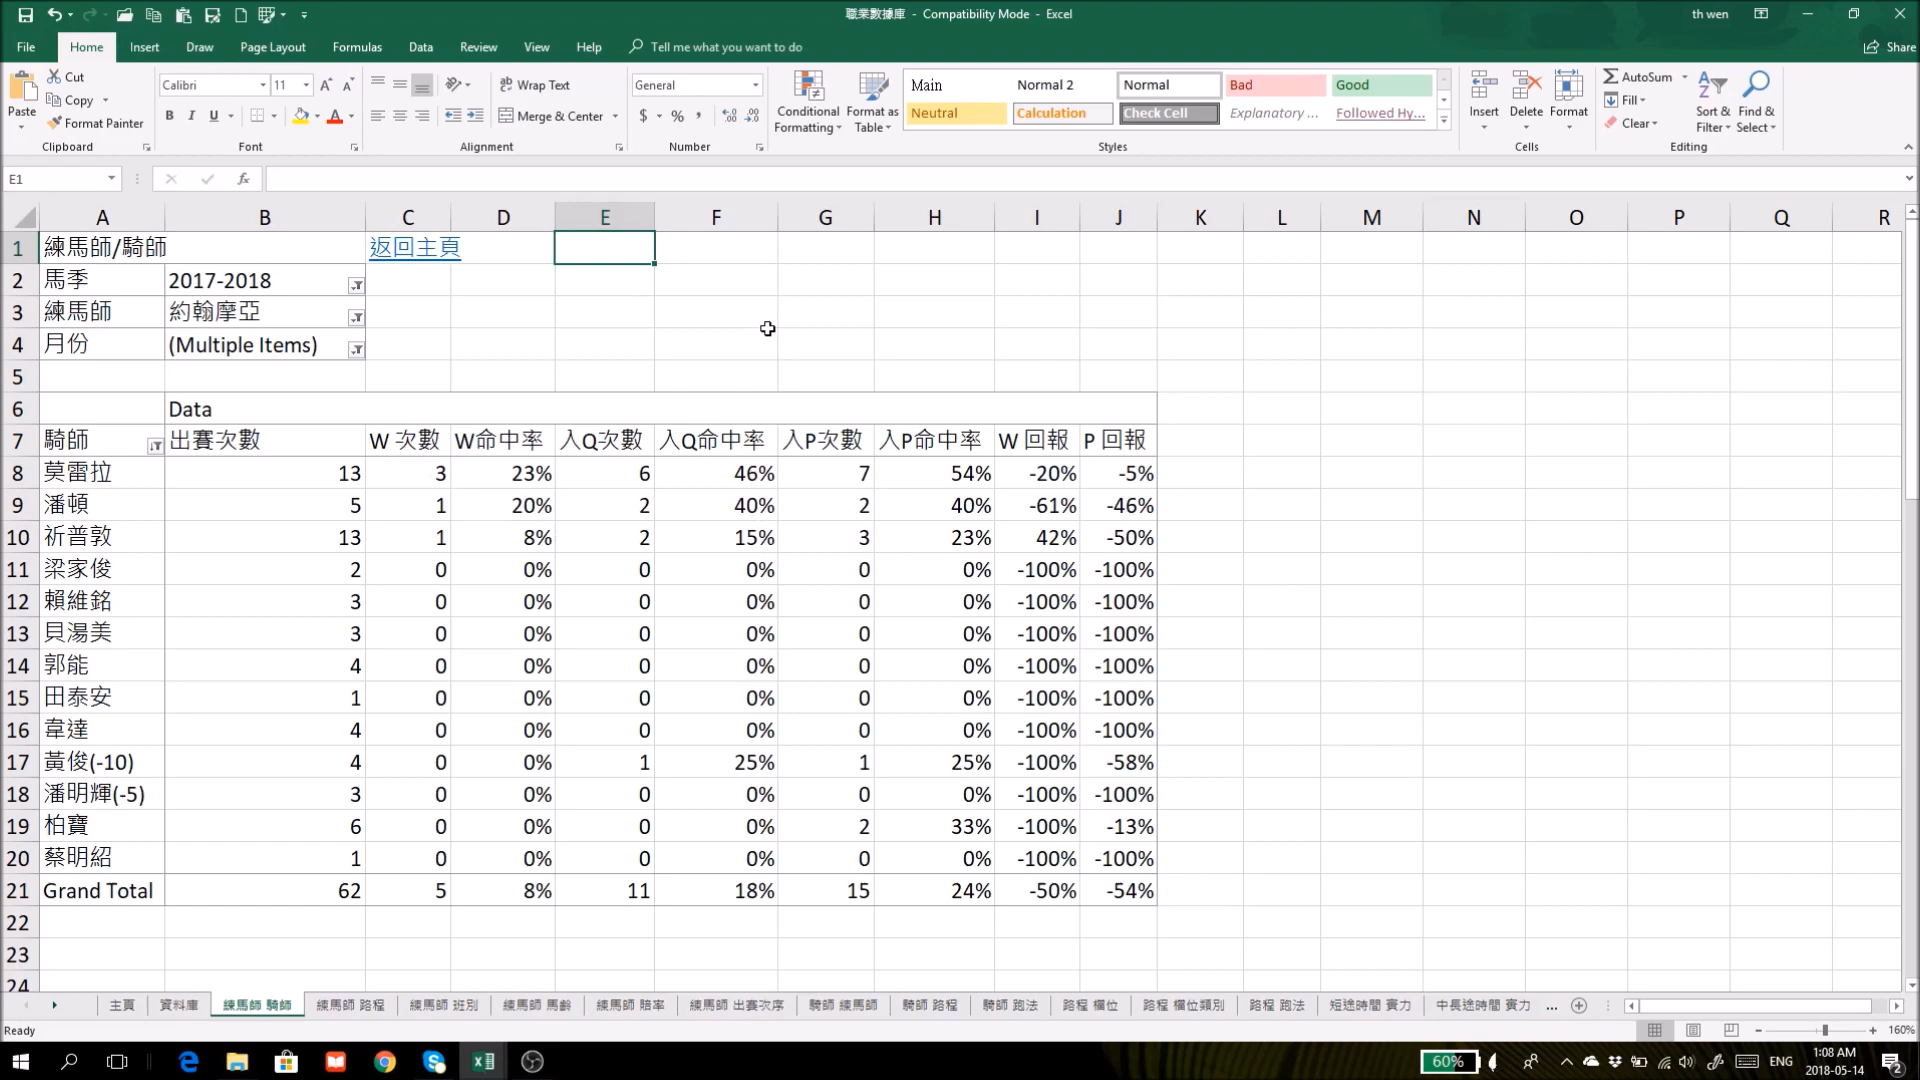 職業數據庫 - Compatibility Mode - Excel
th wen
File Home Insert Draw Page Layout Formulas Data Review View Help Tell me what you want to do
Share
Paste
Cut
Copy
Format Painter
Clipboard
Calibri 11
B I U
Font
Wrap Text
Merge & Center
Alignment
General
$ % ,
Number
Conditional Formatting
Format as Table
Main Normal 2 Normal Bad Good
Neutral Calculation Check Cell Explanatory ... Followed Hy...
Styles
Insert Delete Format
Cells
AutoSum
Fill
Clear
Sort & Filter
Find & Select
Editing
E1
fx
A B C D E F G H I J K L M N O P Q R
1 練馬師/騎師 返回主頁
2 馬季 2017-2018
3 練馬師 約翰摩亞
4 月份 (Multiple Items)
5
6 Data
7 騎師 出賽次數 W 次數 W命中率 入Q次數 入Q命中率 入P次數 入P命中率 W 回報 P 回報
8 莫雷拉 13 3 23% 6 46% 7 54% -20% -5%
9 潘頓 5 1 20% 2 40% 2 40% -61% -46%
10 祈普敦 13 1 8% 2 15% 3 23% 42% -50%
11 梁家俊 2 0 0% 0 0% 0 0% -100% -100%
12 賴維銘 3 0 0% 0 0% 0 0% -100% -100%
13 貝湯美 3 0 0% 0 0% 0 0% -100% -100%
14 郭能 4 0 0% 0 0% 0 0% -100% -100%
15 田泰安 1 0 0% 0 0% 0 0% -100% -100%
16 韋達 4 0 0% 0 0% 0 0% -100% -100%
17 黃俊(-10) 4 0 0% 1 25% 1 25% -100% -58%
18 潘明輝(-5) 3 0 0% 0 0% 0 0% -100% -100%
19 柏寶 6 0 0% 0 0% 2 33% -100% -13%
20 蔡明紹 1 0 0% 0 0% 0 0% -100% -100%
21 Grand Total 62 5 8% 11 18% 15 24% -50% -54%
22
23
24
主頁 資料庫 練馬師 騎師 練馬師 路程 練馬師 班別 練馬師 馬齡 練馬師 賠率 練馬師 出賽次序 騎師 練馬師 騎師 路程 騎師 跑法 路程 欄位 路程 欄位類別 路程 跑法 短途時間 實力 中長途時間 實力 ...
Ready
160%
60%
ENG
1:08 AM
2018-05-14
2